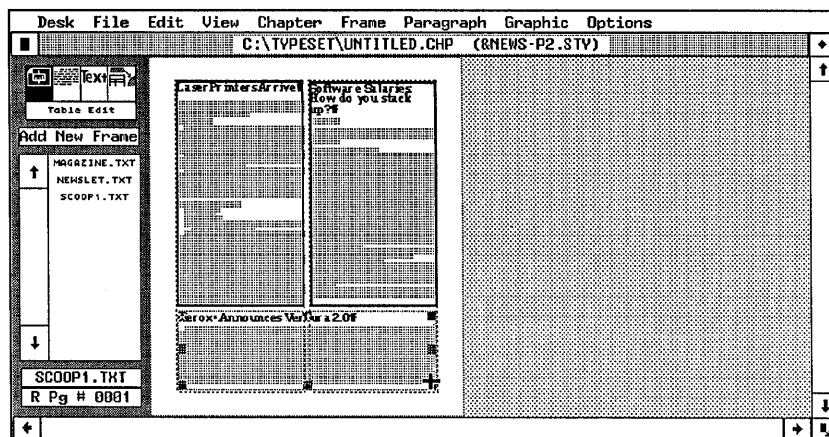 Desk File Edit View Chapter Frame Paragraph Graphic Options
C:\TYPESET\UNTITLED.CHP (&NEWS-P2.STY)
Text
Table Edit
Add New Frame
MAGAZINE.TXT
NEWSLET.TXT
SCOOP1.TXT
SCOOP1.TXT
R Pg # 0001
Laser Printers Arrive¶
Software Salaries
How do you stack
up?¶
Xerox Announces Ventura 2.0¶